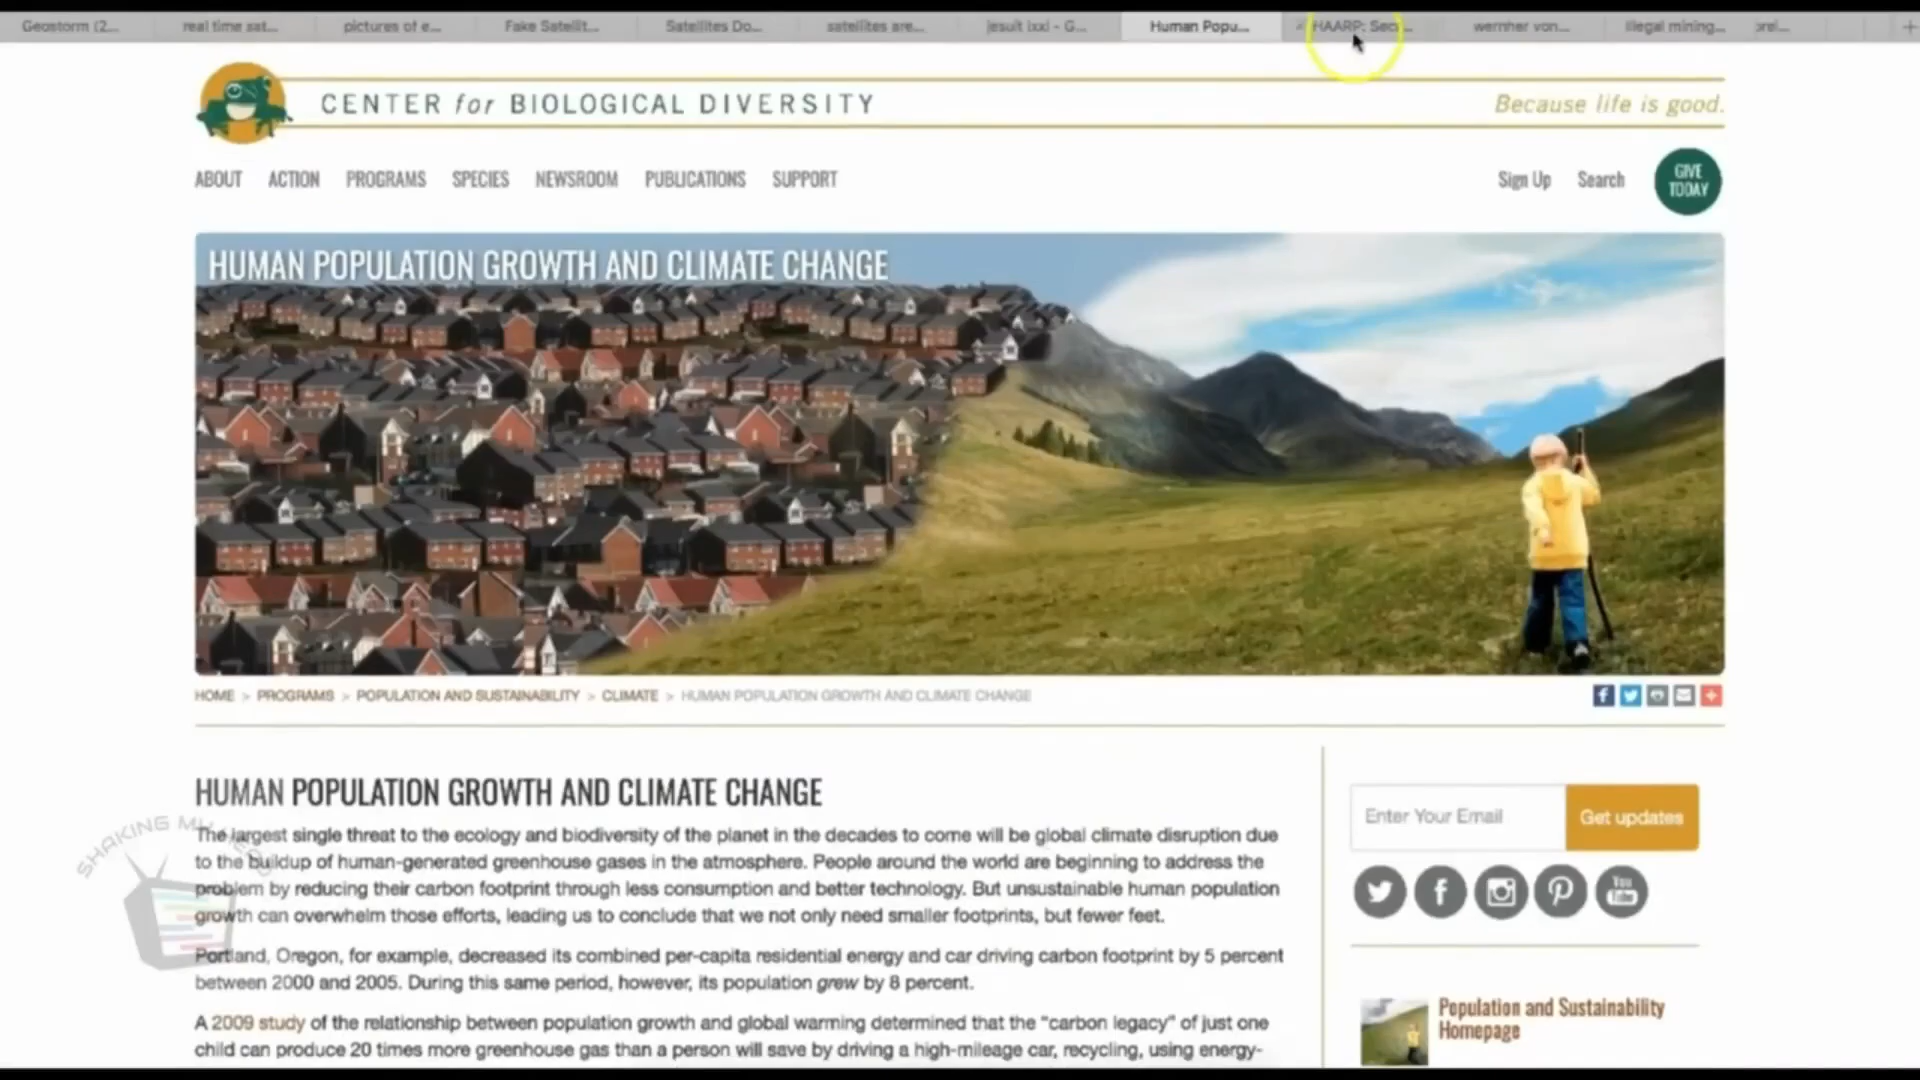 Geostorm (2...
real time sat...
pictures of e...
Fake Satellit...
Satellites Do...
satellites are...
jesuit lxxi - G...
Human Popu...
HAARP: Sec...
wernher von...
illegal mining...
CENTER for BIOLOGICAL DIVERSITY
Because life is good.
ABOUT ACTION PROGRAMS SPECIES NEWSROOM PUBLICATIONS SUPPORT
Sign Up Search
GIVE
TODAY
HUMAN POPULATION GROWTH AND CLIMATE CHANGE
HOME > PROGRAMS > POPULATION AND SUSTAINABILITY > CLIMATE > HUMAN POPULATION GROWTH AND CLIMATE CHANGE
HUMAN POPULATION GROWTH AND CLIMATE CHANGE
The largest single threat to the ecology and biodiversity of the planet in the decades to come will be global climate disruption due
to the buildup of human-generated greenhouse gases in the atmosphere. People around the world are beginning to address the
problem by reducing their carbon footprint through less consumption and better technology. But unsustainable human population
growth can overwhelm those efforts, leading us to conclude that we not only need smaller footprints, but fewer feet.
Portland, Oregon, for example, decreased its combined per-capita residential energy and car driving carbon footprint by 5 percent
between 2000 and 2005. During this same period, however, its population grew by 8 percent.
A 2009 study of the relationship between population growth and global warming determined that the "carbon legacy" of just one
child can produce 20 times more greenhouse gas than a person will save by driving a high-mileage car, recycling, using energy-
Enter Your Email
Get updates
You
Tube
Population and Sustainability
Homepage
SHAKING MY